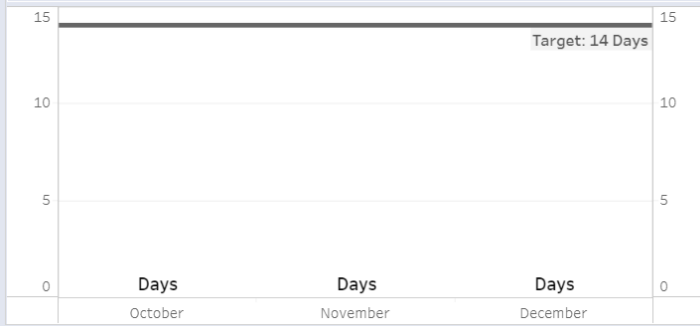 15 15
Target: 14 Days
10 10
5 5
0 Days Days Days 0
October November December